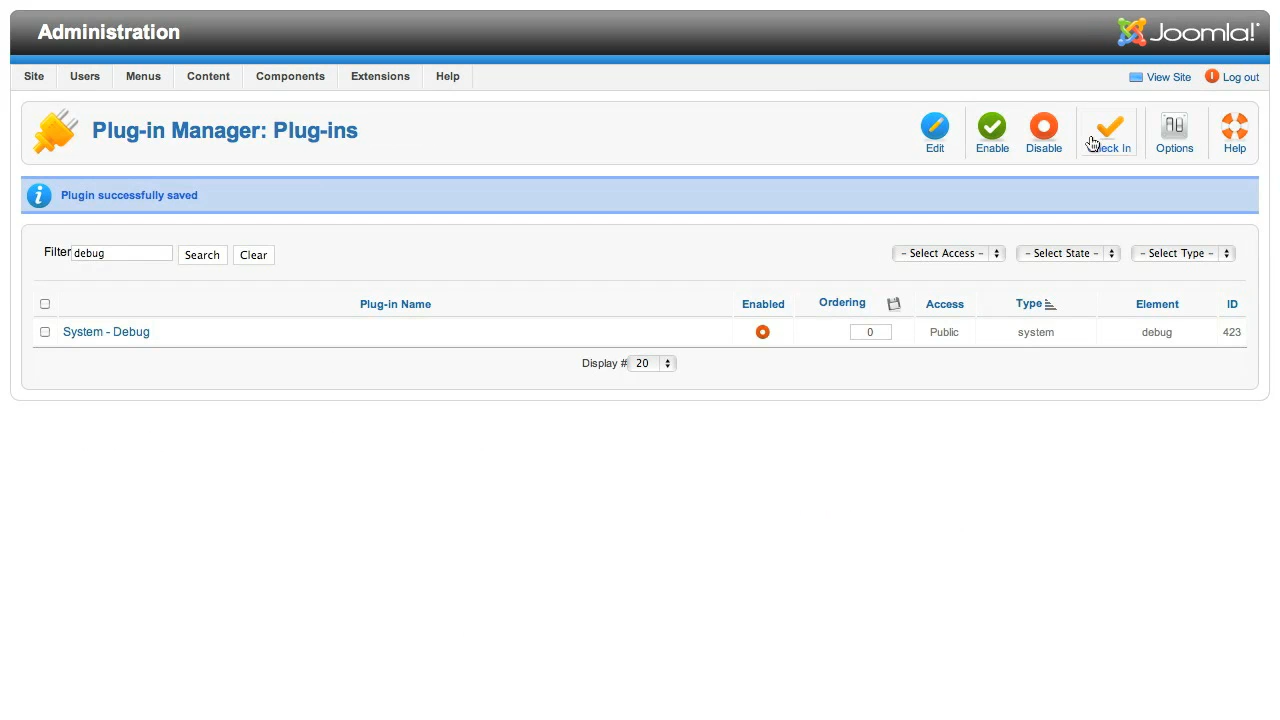 Administration
Joomla!
Site Users Menus Content Components Extensions Help View Site Log out
Plug-in Manager: Plug-ins
Edit Enable Disable Options Help
Plugin successfully saved
Filter debug Search Clear - Select Access - - Select State - - Select Type -
Plug-in Name Enabled Ordering Access Type Element ID
System - Debug 0 Public system debug 423
Display # 20